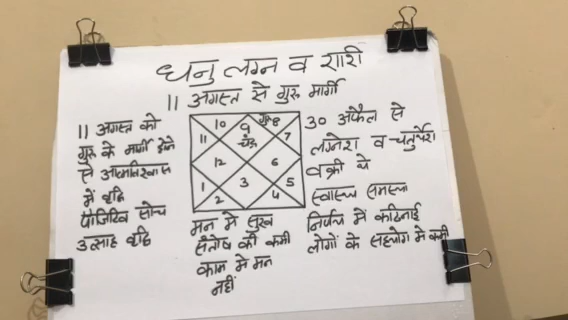 धनु लग्न व राशी
11 अगस्त से गुरु मार्गी
11 अगस्त को
गुरु के मार्गी होने
से आत्मविश्वास
में वृद्धि
पोजिटिव सोच
उत्साह वृद्धि
10 9 गुरु 8
11 चंद्र 7
12 6
1 3 5
2 4
मन मे सुख
संतोष की कमी
काम मे मन
नहीं
30 अप्रैल से
लग्नेश व चतुर्थेश
वक्री थे
स्वास्थ्य समस्या
निर्णय मे कठिनाई
लोगों के सहयोग मे कमी